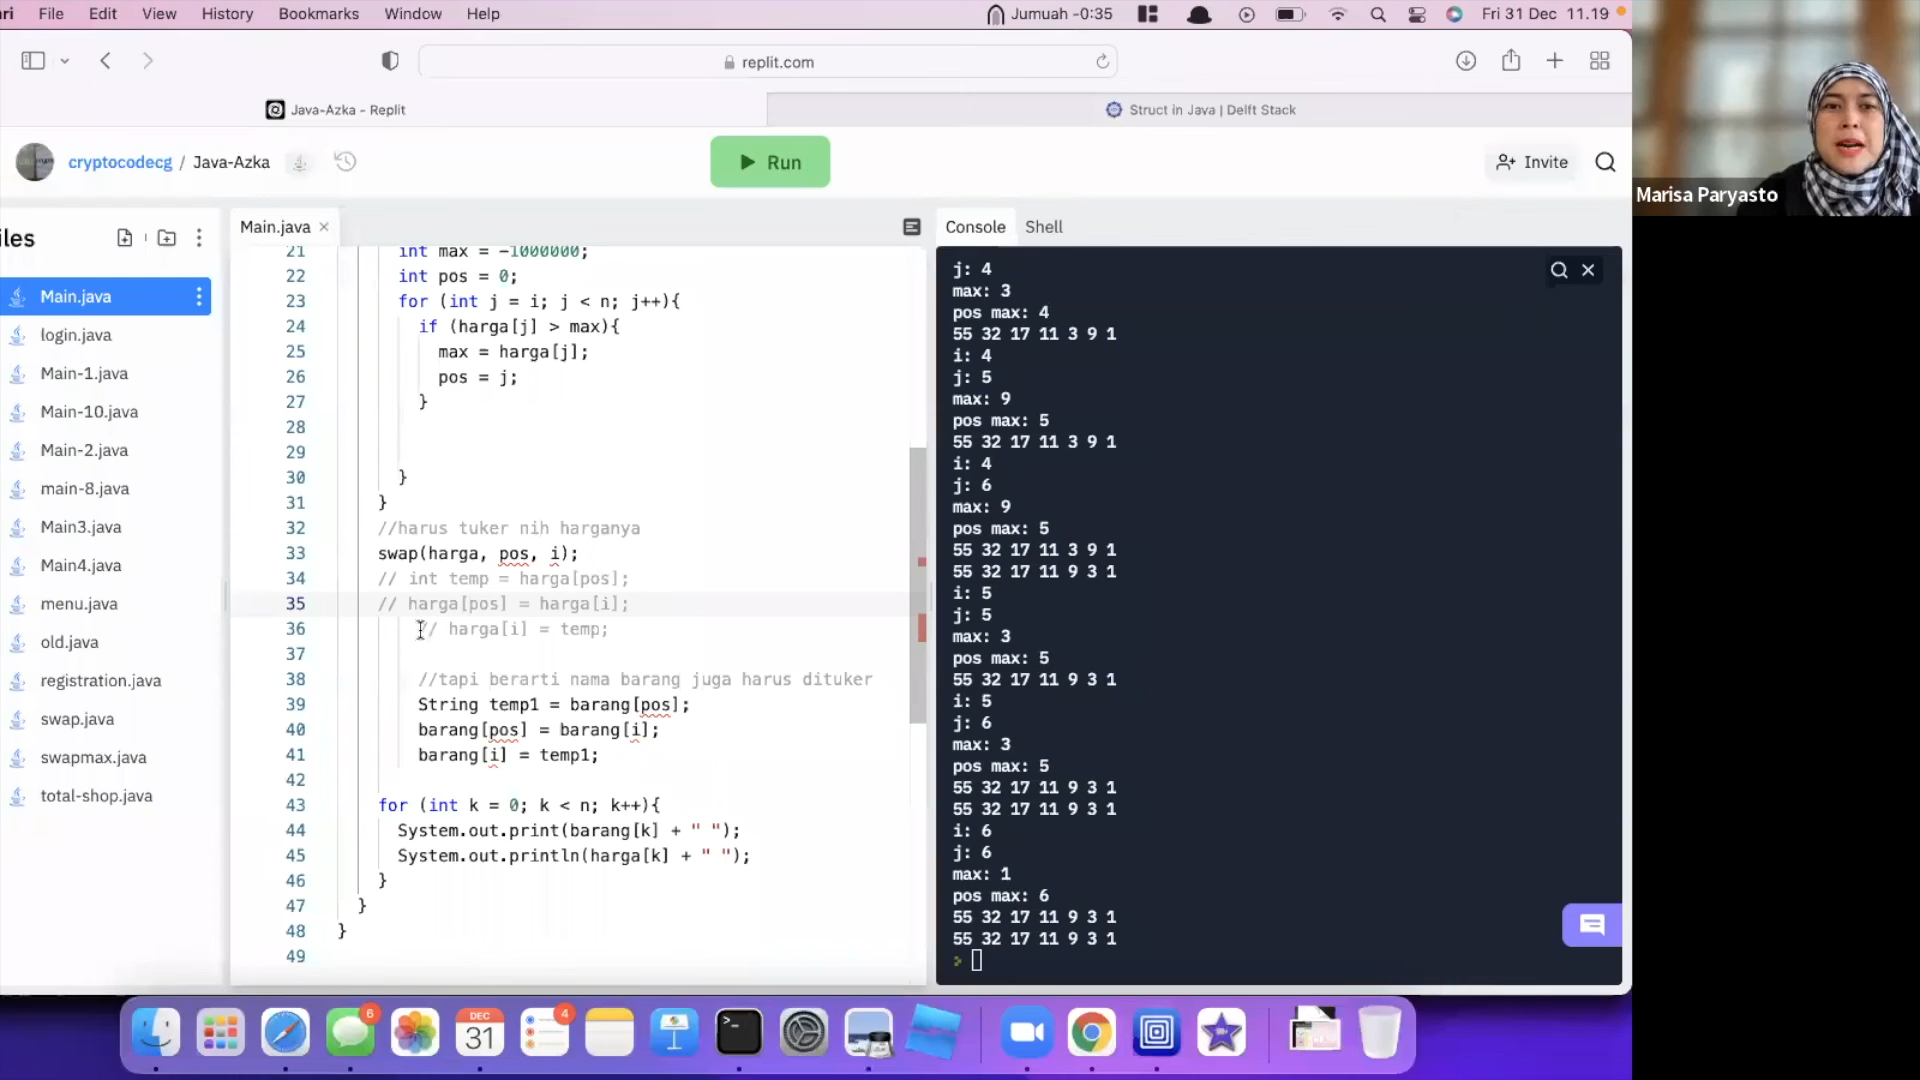 ri File Edit View History Bookmarks Window Help Jumuah -0:35 Fri 31 Dec 11.19
replit.com
Java-Azka - Replit Struct in Java | Delft Stack
cryptocodecg / Java-Azka Run Invite
Marisa Paryasto
iles
Main.java
login.java
Main-1.java
Main-10.java
Main-2.java
main-8.java
Main3.java
Main4.java
menu.java
old.java
registration.java
swap.java
swapmax.java
total-shop.java
Main.java
21 int max = -1000000;
22 int pos = 0;
23 for (int j = i; j < n; j++){
24 if (harga[j] > max){
25 max = harga[j];
26 pos = j;
27 }
28
29
30 }
31 }
32 //harus tuker nih harganya
33 swap(harga, pos, i);
34 // int temp = harga[pos];
35 // harga[pos] = harga[i];
36 // harga[i] = temp;
37
38 //tapi berarti nama barang juga harus dituker
39 String temp1 = barang[pos];
40 barang[pos] = barang[i];
41 barang[i] = temp1;
42
43 for (int k = 0; k < n; k++){
44 System.out.print(barang[k] + " ");
45 System.out.println(harga[k] + " ");
46 }
47 }
48 }
49
Console Shell
j: 4
max: 3
pos max: 4
55 32 17 11 3 9 1
i: 4
j: 5
max: 9
pos max: 5
55 32 17 11 3 9 1
i: 4
j: 6
max: 9
pos max: 5
55 32 17 11 3 9 1
55 32 17 11 9 3 1
i: 5
j: 5
max: 3
pos max: 5
55 32 17 11 9 3 1
i: 5
j: 6
max: 3
pos max: 5
55 32 17 11 9 3 1
55 32 17 11 9 3 1
i: 6
j: 6
max: 1
pos max: 6
55 32 17 11 9 3 1
55 32 17 11 9 3 1
6
DEC
31
4